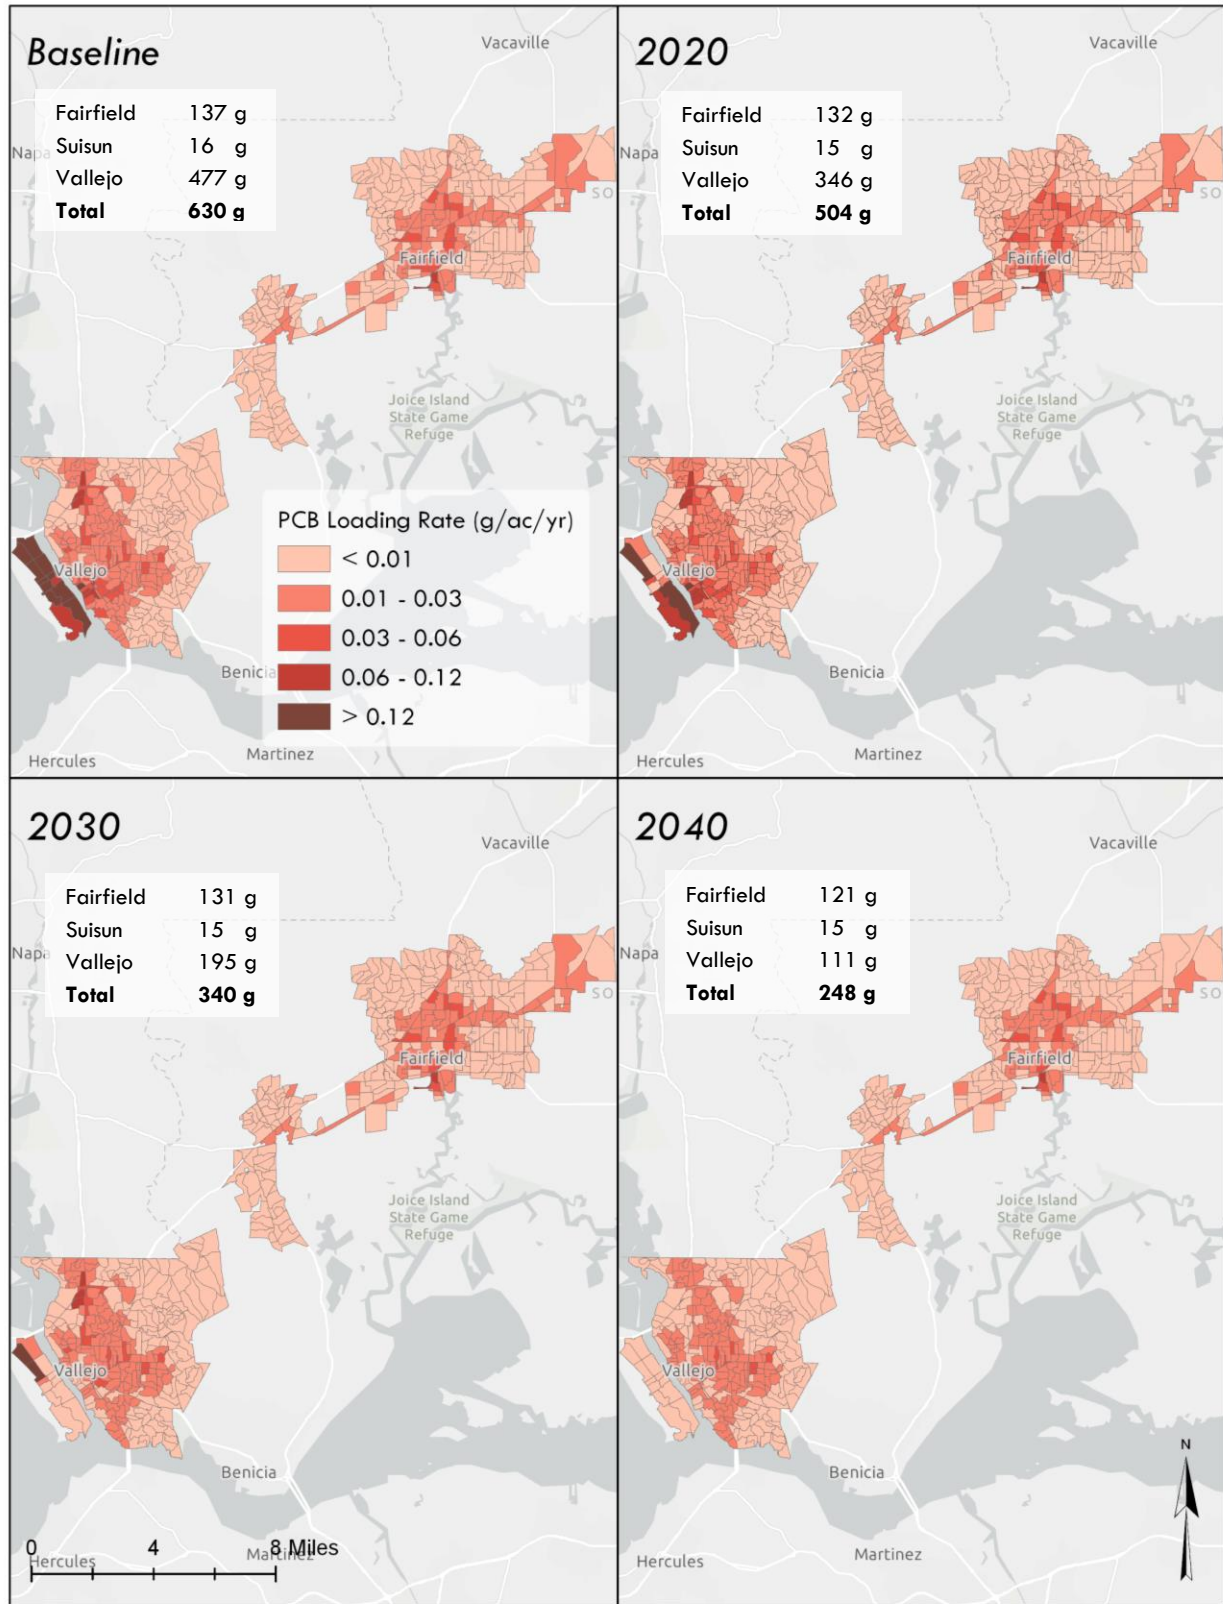 Baseline
Vacaville
Fairfield 137 g
Suisun 16 g
Vallejo 477 g
Total 630 g
Napa
SO
Fairfield
Joice Island
State Game
Refuge
Vallejo
PCB Loading Rate (g/ac/yr)
< 0.01
0.01 - 0.03
0.03 - 0.06
0.06 - 0.12
> 0.12
Benicia
Martinez
Hercules
2020
Vacaville
Fairfield 132 g
Suisun 15 g
Vallejo 346 g
Total 504 g
Napa
SO
Fairfield
Joice Island
State Game
Refuge
Vallejo
Benicia
Martinez
Hercules
2030
Vacaville
Fairfield 131 g
Suisun 15 g
Vallejo 195 g
Total 340 g
Napa
SO
Fairfield
Joice Island
State Game
Refuge
Vallejo
Benicia
0 4 8 Miles
Hercules
Martinez
2040
Vacaville
Fairfield 121 g
Suisun 15 g
Vallejo 111 g
Total 248 g
Napa
SO
Fairfield
Joice Island
State Game
Refuge
Vallejo
Benicia
N
Martinez
Hercules